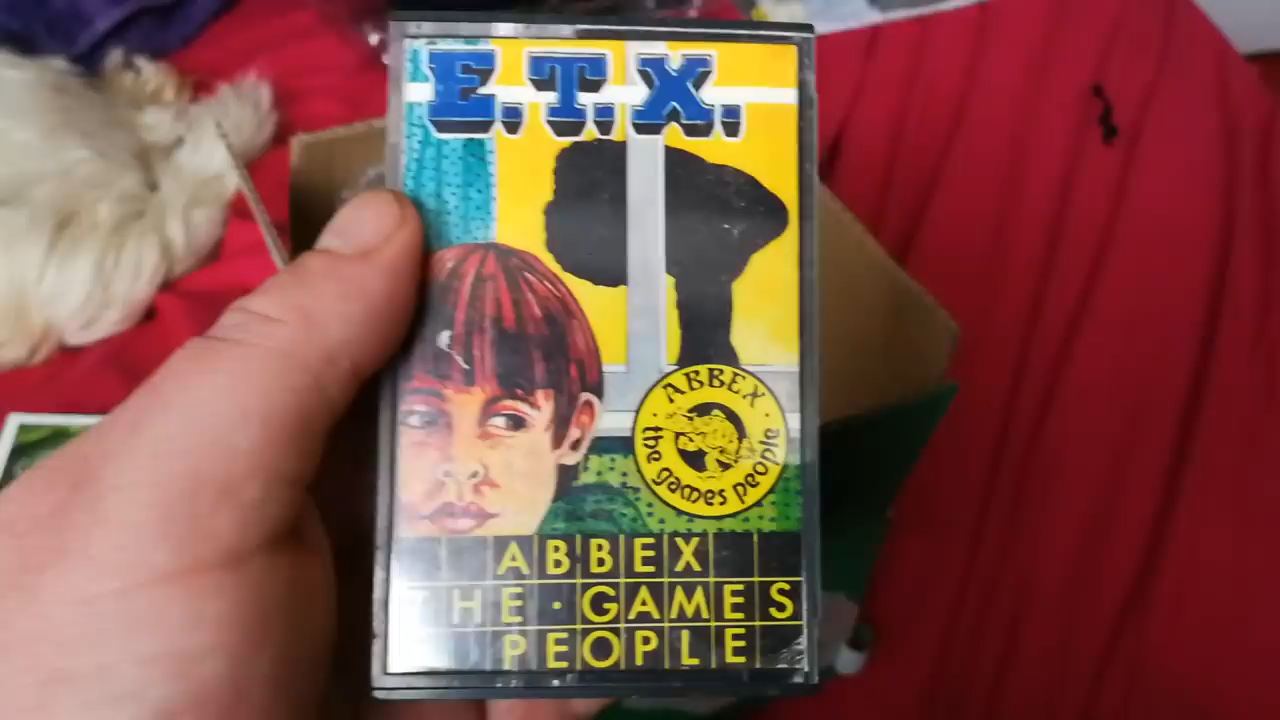 E.T.X.
ABBEX
the games people
ABBEX
THE · GAMES
PEOPLE